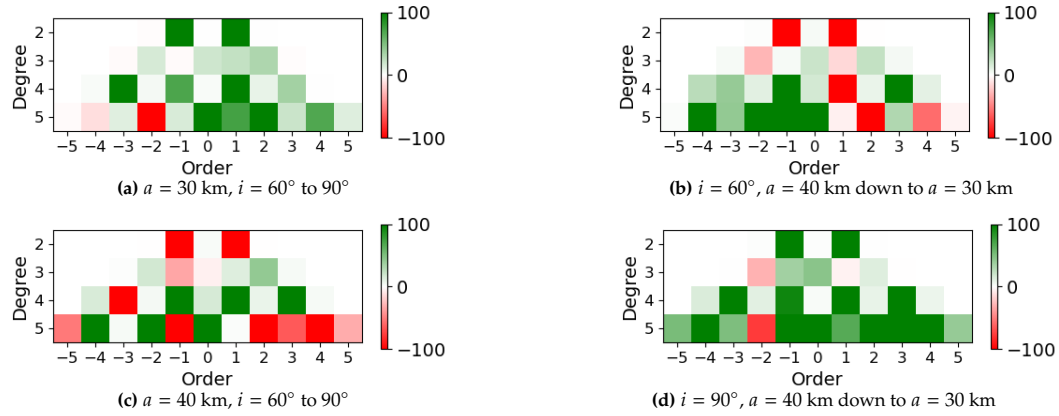 100
0
−100
Degree
2
3
4
5
−5 −4 −3 −2 −1 0 1 2 3 4 5
Order
(a) a = 30 km, i = 60° to 90°
100
0
−100
Degree
2
3
4
5
−5 −4 −3 −2 −1 0 1 2 3 4 5
Order
(b) i = 60°, a = 40 km down to a = 30 km
100
0
−100
Degree
2
3
4
5
−5 −4 −3 −2 −1 0 1 2 3 4 5
Order
(c) a = 40 km, i = 60° to 90°
100
0
−100
Degree
2
3
4
5
−5 −4 −3 −2 −1 0 1 2 3 4 5
Order
(d) i = 90°, a = 40 km down to a = 30 km